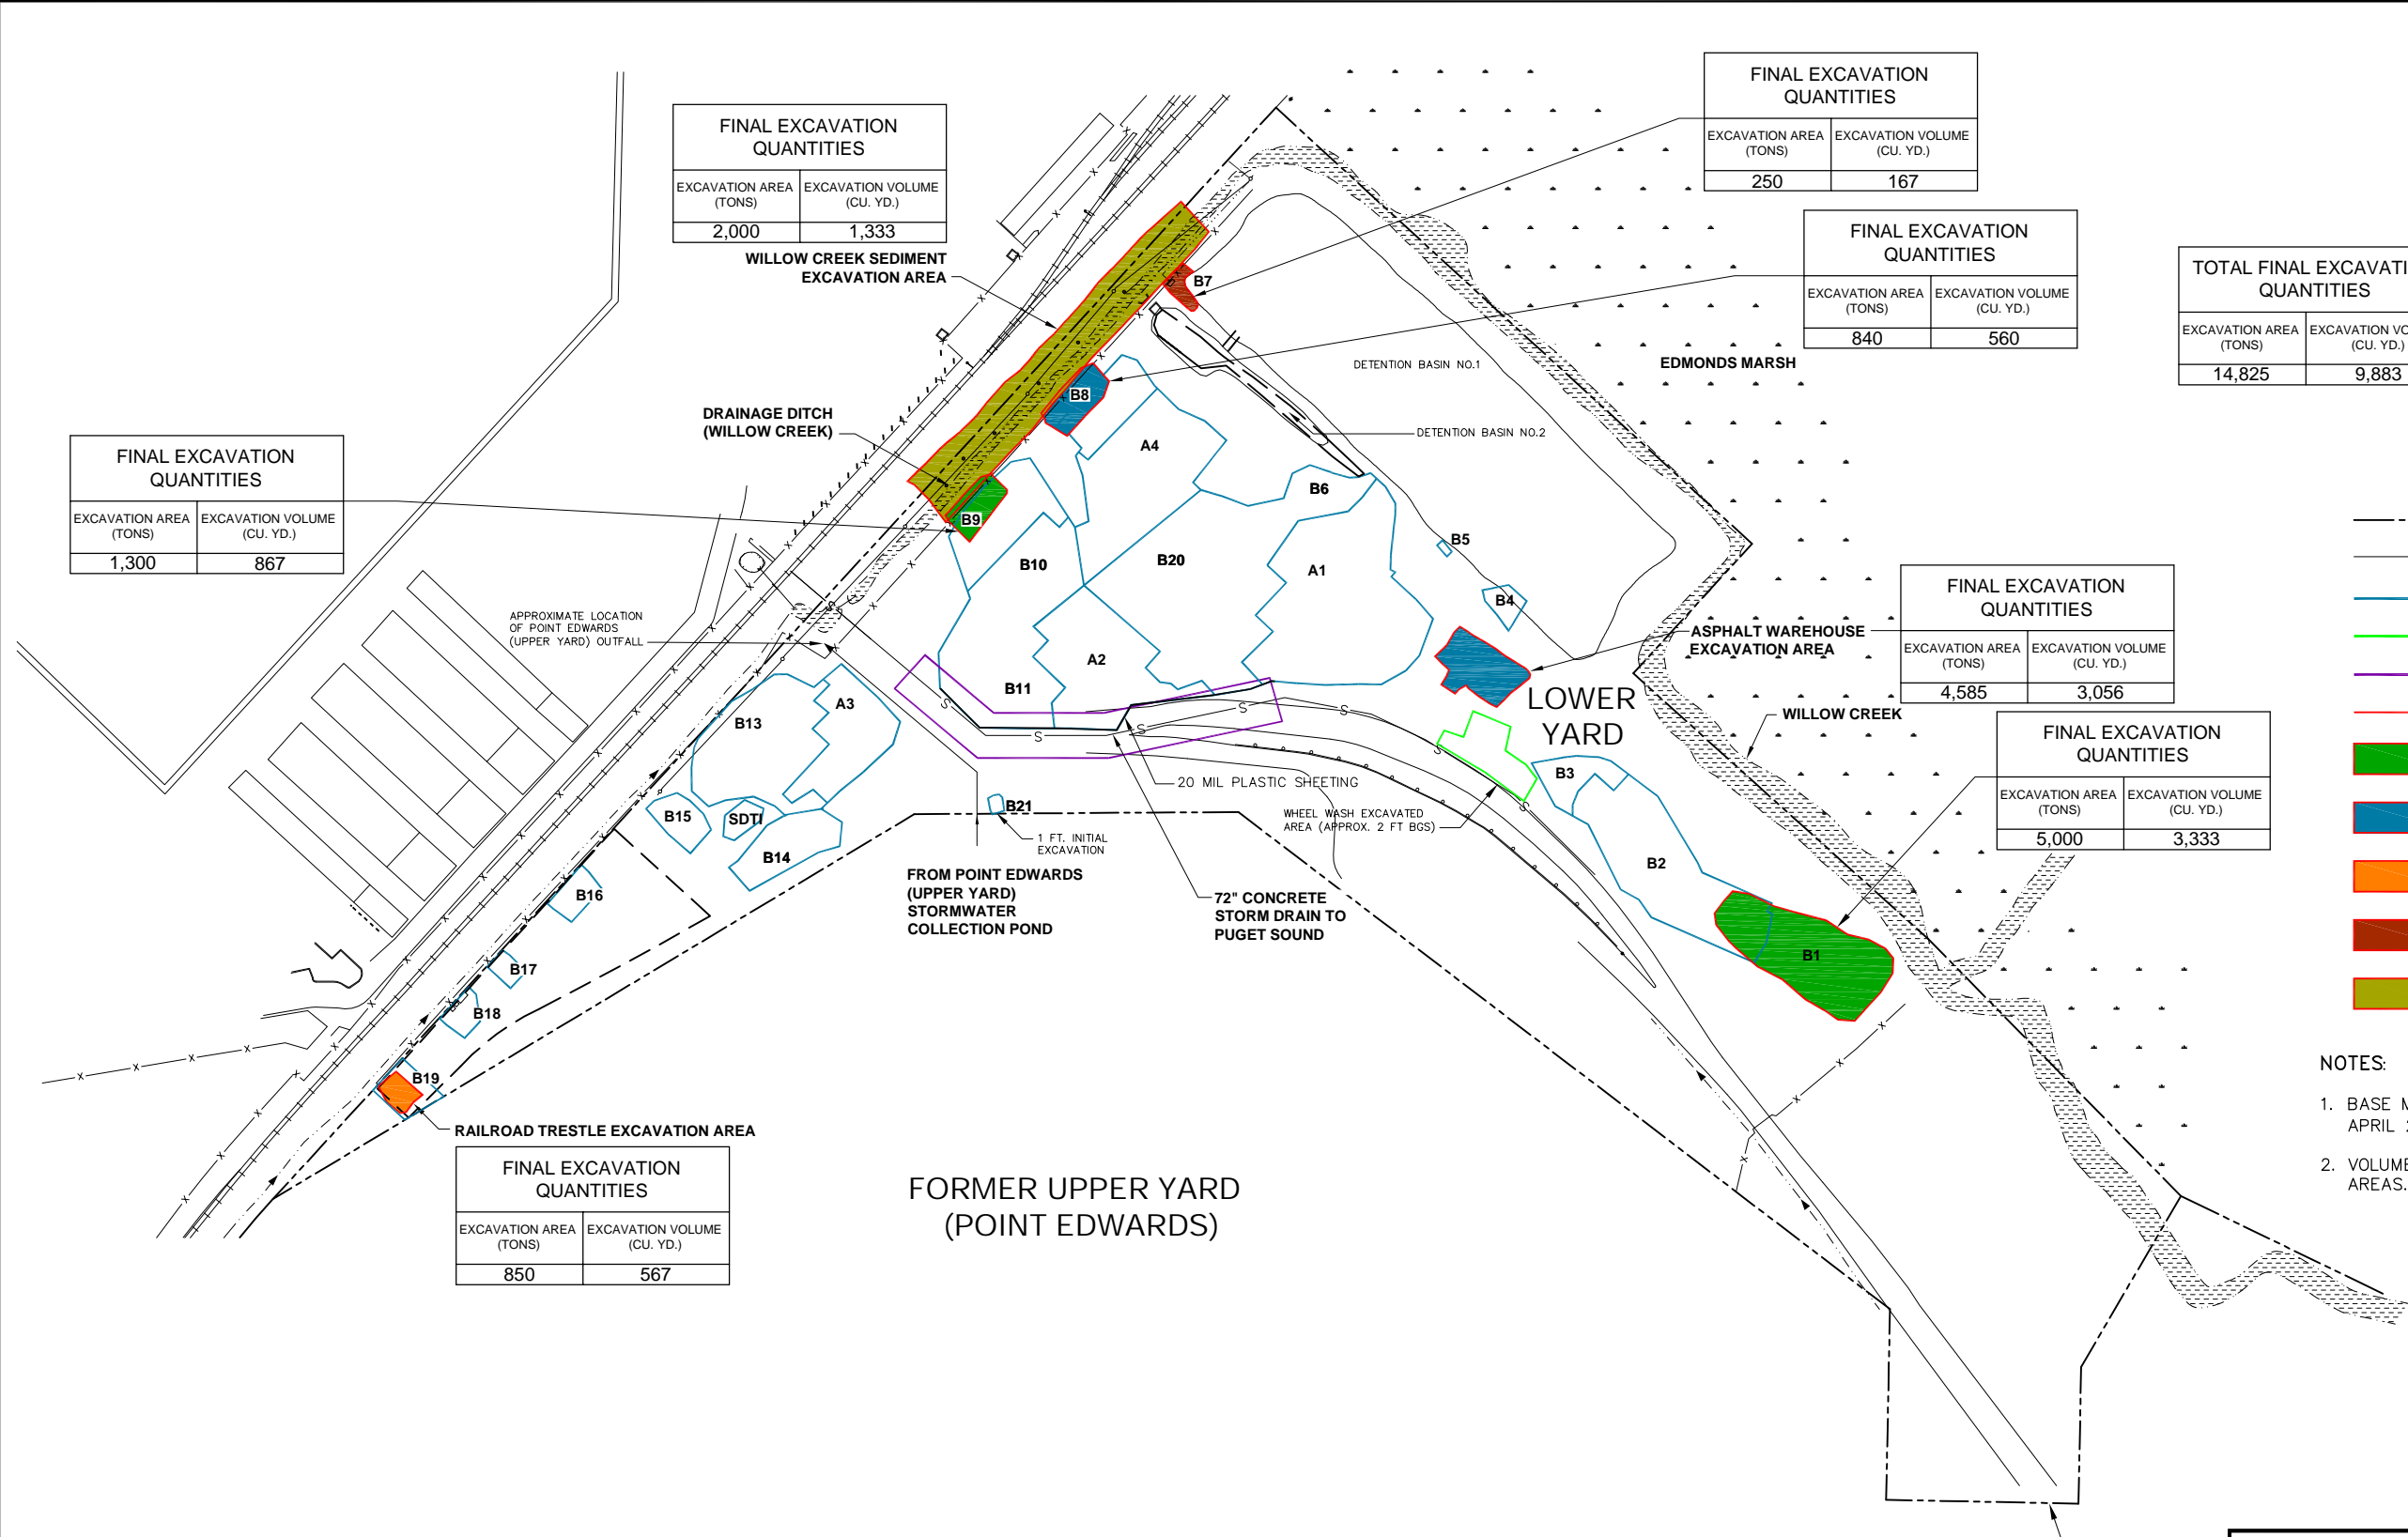 FINAL EXCAVATION
QUANTITIES
EXCAVATION AREA
(TONS)
EXCAVATION VOLUME
(CU. YD.)
250
167
FINAL EXCAVATION
QUANTITIES
EXCAVATION AREA
(TONS)
EXCAVATION VOLUME
(CU. YD.)
2,000
1,333
WILLOW CREEK SEDIMENT
EXCAVATION AREA
FINAL EXCAVATION
QUANTITIES
EXCAVATION AREA
(TONS)
EXCAVATION VOLUME
(CU. YD.)
840
560
TOTAL FINAL EXCAVATI
QUANTITIES
EXCAVATION AREA
(TONS)
EXCAVATION VO
(CU. YD.)
14,825
9,883
B7
DETENTION BASIN NO.1
EDMONDS MARSH
B8
DRAINAGE DITCH
(WILLOW CREEK)
A4
DETENTION BASIN NO.2
FINAL EXCAVATION
QUANTITIES
EXCAVATION AREA
(TONS)
EXCAVATION VOLUME
(CU. YD.)
1,300
867
B6
B9
B5
B10
B20
A1
B4
FINAL EXCAVATION
QUANTITIES
EXCAVATION AREA
(TONS)
EXCAVATION VOLUME
(CU. YD.)
4,585
3,056
APPROXIMATE LOCATION
OF POINT EDWARDS
(UPPER YARD) OUTFALL
ASPHALT WAREHOUSE
EXCAVATION AREA
A2
B11
A3
B13
LOWER
YARD
WILLOW CREEK
FINAL EXCAVATION
QUANTITIES
EXCAVATION AREA
(TONS)
EXCAVATION VOLUME
(CU. YD.)
5,000
3,333
S
S
S
S
S
S
S
S
20 MIL PLASTIC SHEETING
B3
B21
B15
SDTI
WHEEL WASH EXCAVATED
AREA (APPROX. 2 FT BGS)
1 FT. INITIAL
EXCAVATION
B14
B2
FROM POINT EDWARDS
(UPPER YARD)
STORMWATER
COLLECTION POND
72" CONCRETE
STORM DRAIN TO
PUGET SOUND
B16
B1
B17
B18
B19
NOTES:
1. BASE M
APRIL
2. VOLUME
AREAS.
RAILROAD TRESTLE EXCAVATION AREA
FINAL EXCAVATION
QUANTITIES
EXCAVATION AREA
(TONS)
EXCAVATION VOLUME
(CU. YD.)
850
567
FORMER UPPER YARD
(POINT EDWARDS)